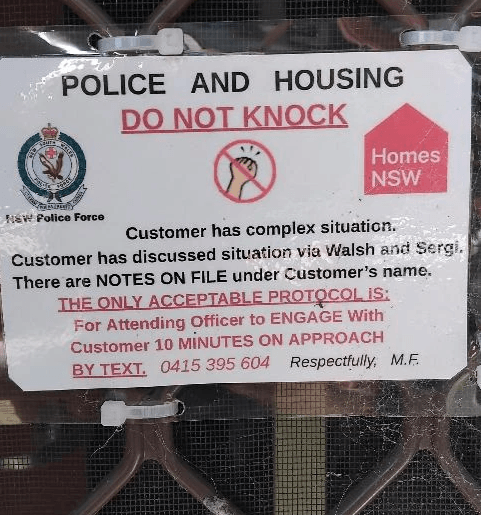 POLICE AND HOUSING
DO NOT KNOCK
Homes
NSW
NSW Police Force
Customer has complex situation.
Customer has discussed situation via Walsh and Sergi.
There are NOTES ON FILE under Customer's name.
THE ONLY ACCEPTABLE PROTOCOL IS:
For Attending Officer to ENGAGE With
Customer 10 MINUTES ON APPROACH
BY TEXT. 0415 395 604 Respectfully, M.F.